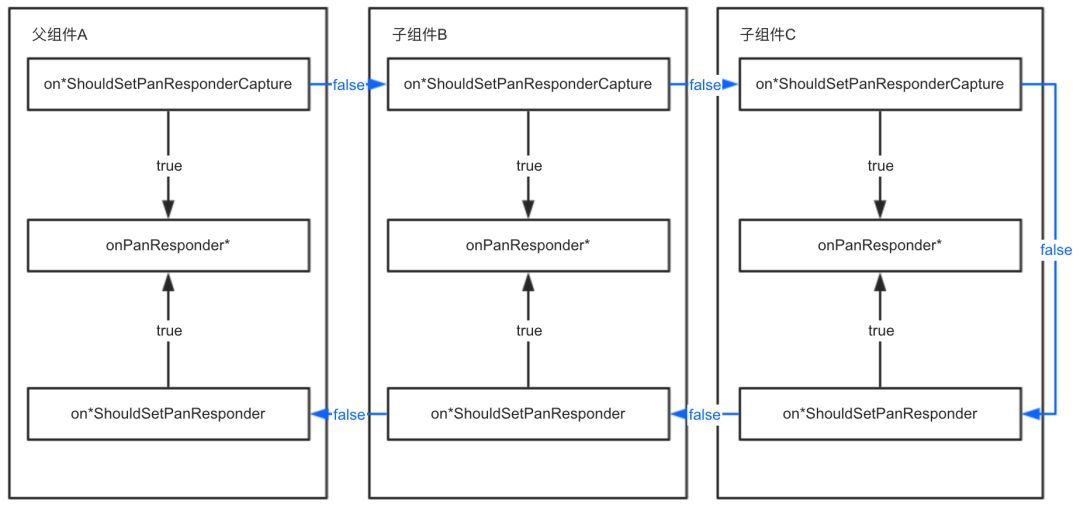 父组件A
子组件B
子组件C
on*ShouldSetPanResponderCapture
false
on*ShouldSetPanResponderCapture
false
on*ShouldSetPanResponderCapture
true
true
true
onPanResponder*
onPanResponder*
onPanResponder*
false
true
true
true
on*ShouldSetPanResponder
false
on*ShouldSetPanResponder
false
on*ShouldSetPanResponder